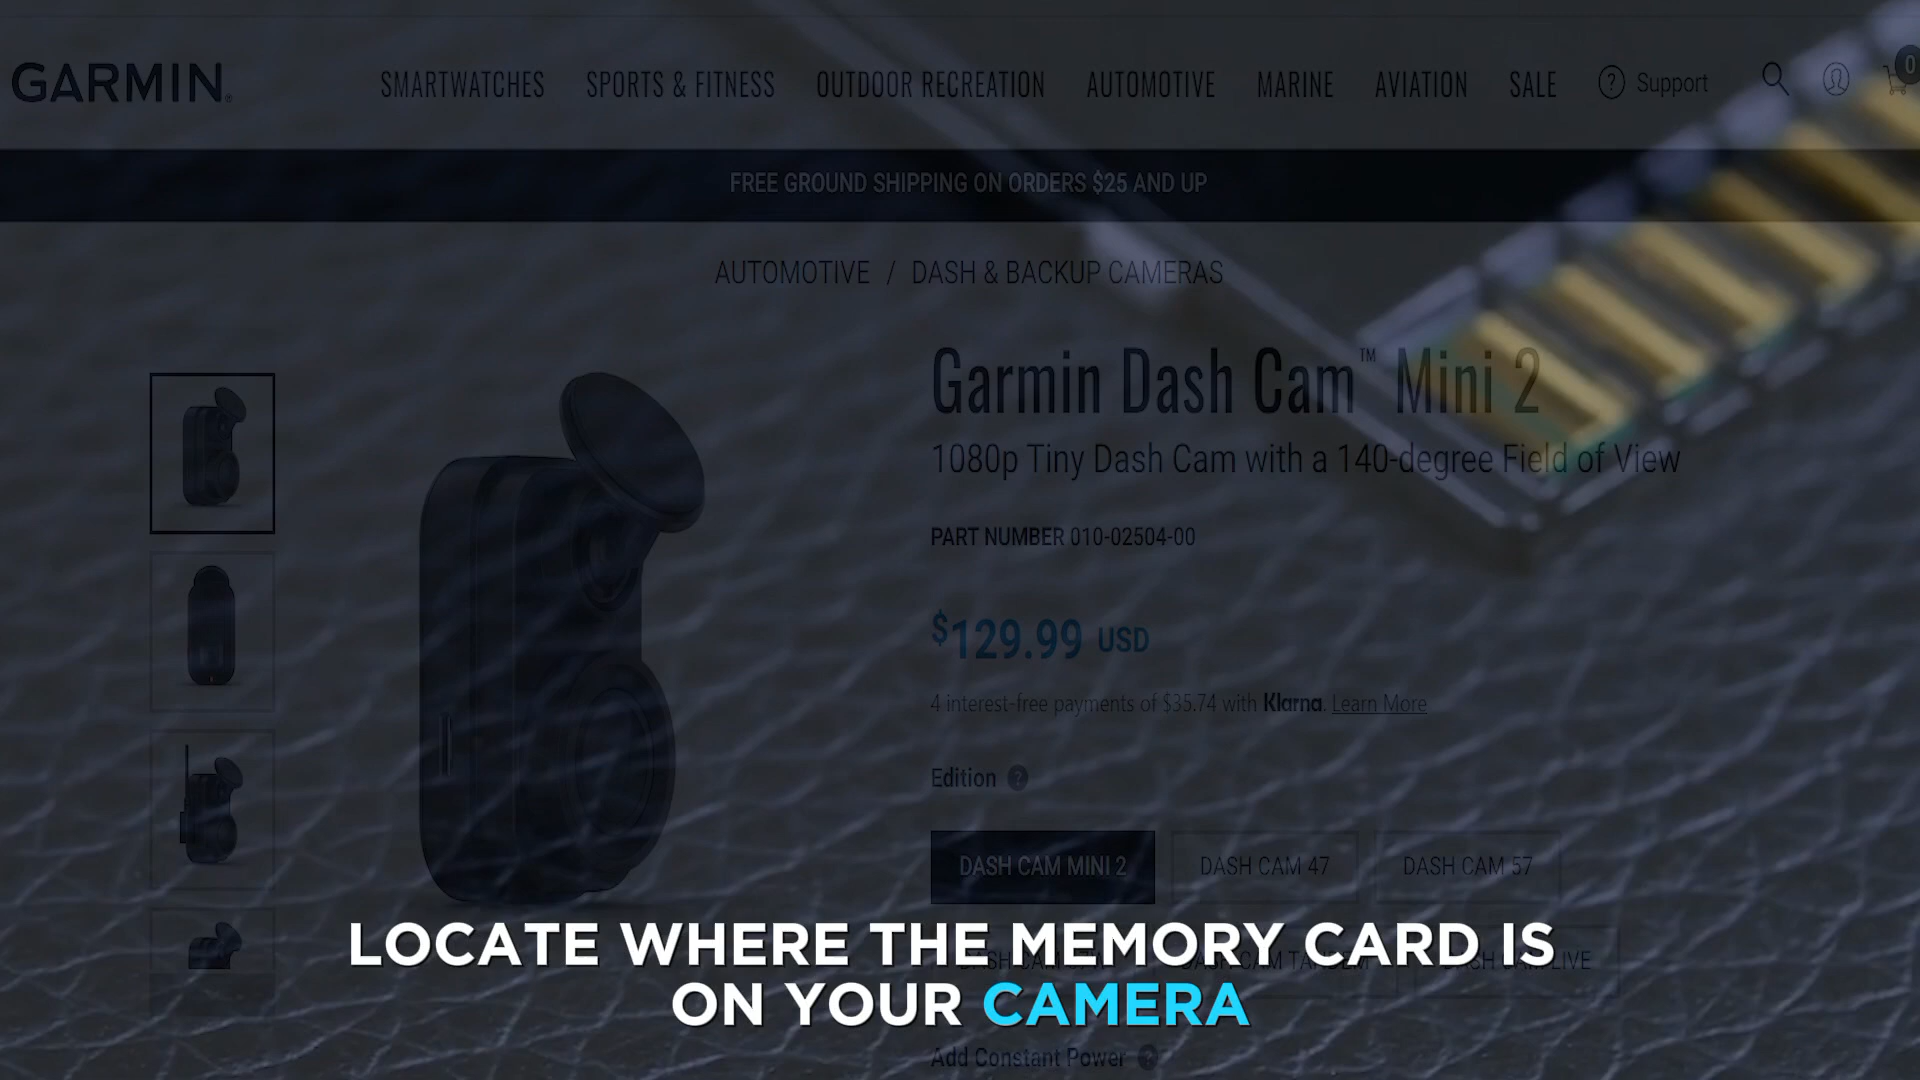 GARMIN
SMARTWATCHES SPORTS & FITNESS OUTDOOR RECREATION AUTOMOTIVE MARINE AVIATION SALE ? Support 0
FREE GROUND SHIPPING ON ORDERS $25 AND UP
AUTOMOTIVE / DASH & BACKUP CAMERAS
Garmin Dash Cam™ Mini 2
1080p Tiny Dash Cam with a 140-degree Field of View
PART NUMBER 010-02504-00
$129.99 USD
4 interest-free payments of $35.74 with Klarna. Learn More
Edition ?
DASH CAM MINI 2 DASH CAM 47 DASH CAM 57
LOCATE WHERE THE MEMORY CARD IS
ON YOUR CAMERA
Add Constant Power ?